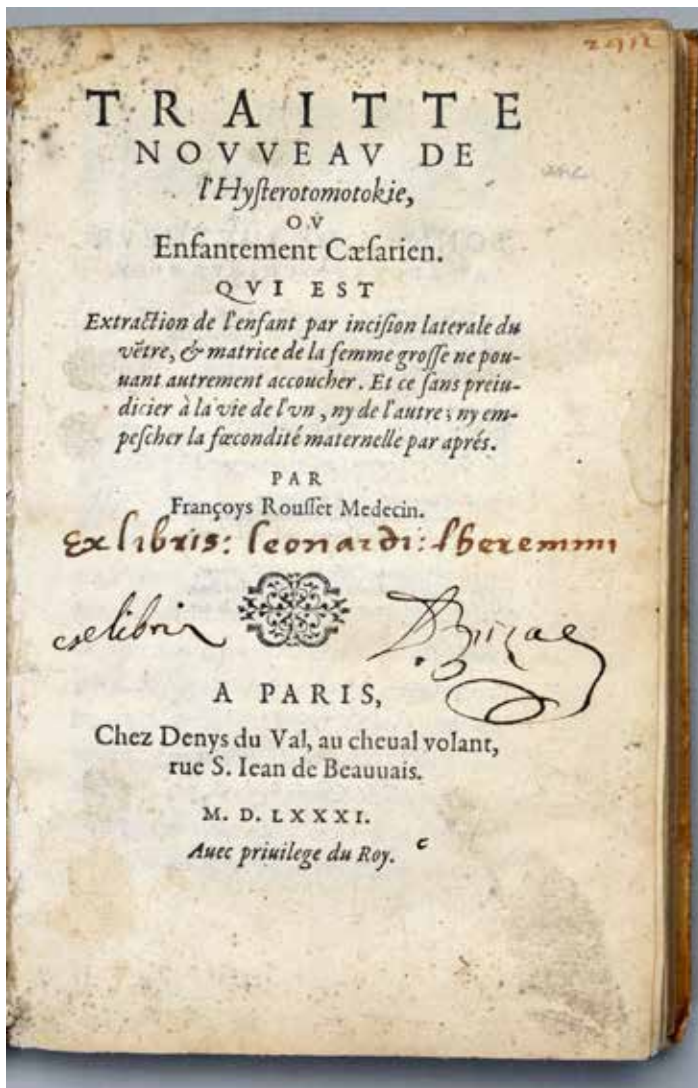 TRAITTE
NOVVEAV DE
l'Hyſterotomotokie,
OV
Enfantement Cæſarien.
QVI EST
Extraction de l'enfant par inciſion laterale du
vẽtre, & matrice de la femme groſſe ne pou-
uant autrement accoucher. Et ce ſans preiu-
dicier à la vie de l'vn, ny de l'autre; ny em-
peſcher la fœcondité maternelle par aprés.
PAR
Françoys Rouſſet Medecin.
Ex libris: leonardi:
A PARIS,
Chez Denys du Val, au cheual volant,
rue S. Iean de Beauuais.
M. D. LXXXI.
Auec priuilege du Roy.